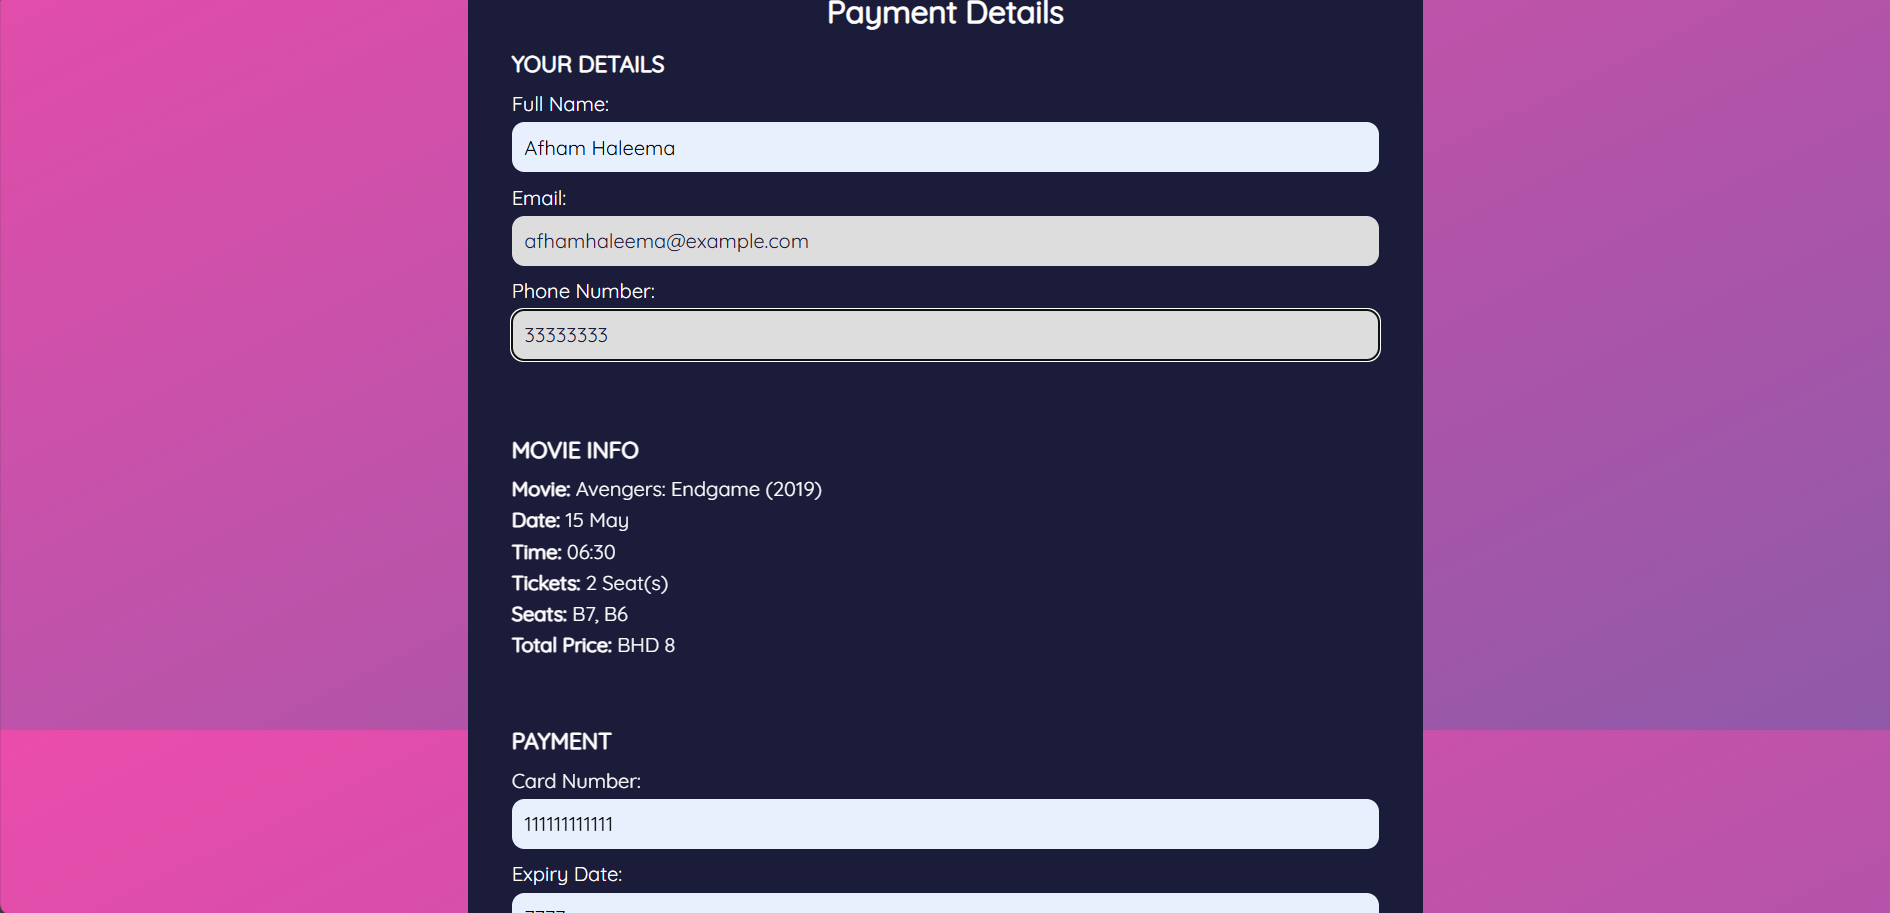 Payment Details
YOUR DETAILS
Full Name:
Afham Haleema
Email:
afhamhaleema@example.com
Phone Number:
33333333
MOVIE INFO
Movie: Avengers: Endgame (2019)
Date: 15 May
Time: 06:30
Tickets: 2 Seat(s)
Seats: B7, B6
Total Price: BHD 8
PAYMENT
Card Number:
111111111111
Expiry Date: